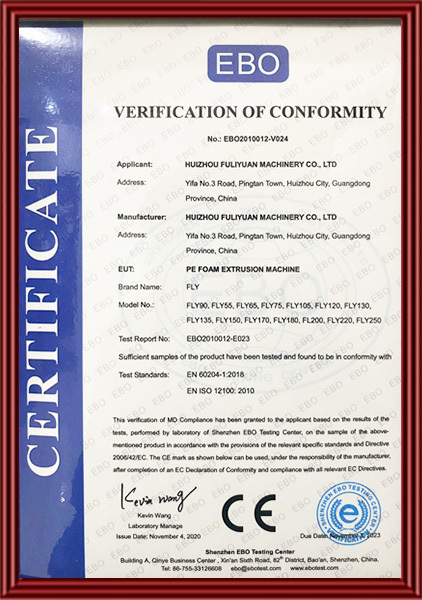 EBO
CERTIFICATE
VERIFICATION OF CONFORMITY
No.: EBO2010012-V024
Applicant: HUIZHOU FULIYUAN MACHINERY CO., LTD
Address: Yifa No.3 Road, Pingtan Town, Huizhou City, Guangdong
Province, China
Manufacturer: HUIZHOU FULIYUAN MACHINERY CO., LTD
Address: Yifa No.3 Road, Pingtan Town, Huizhou City, Guangdong
Province, China
EUT: PE FOAM EXTRUSION MACHINE
Brand Name: FLY
Model No.: FLY90, FLY55, FLY65, FLY75, FLY105, FLY120, FLY130,
FLY135, FLY150, FLY170, FLY180, FL200, FLY220, FLY250
Test Report No.: EBO2010012-E023
Sufficient samples of the product have been tested and found to be in conformity with
Test Standards: EN 60204-1:2018
EN ISO 12100: 2010
This verification of MD Compliance has been granted to the applicant based on the results of the
tests, performed by laboratory of Shenzhen EBO Testing Center, on the sample of the above-
mentioned product in accordance with the provisions of the relevant specific standards and Directive
2006/42/EC. The CE mark as shown below can be used, under the responsibility of the manufacturer,
after completion of an EC Declaration of Conformity and compliance with all relevant EC Directives.
Kevin Wang
Kevin Wang
Laboratory Manage
Issue Date: November 4, 2020
CE
Due Date: November 3, 2023
Shenzhen EBO Testing Center
Building A, Qinye Business Center , Xin'an Sixth Road, 82th District, Bao'an, Shenzhen, China.
Tel: 86-755-33126608 email: ebo@ebotest.com http://www.ebotest.com